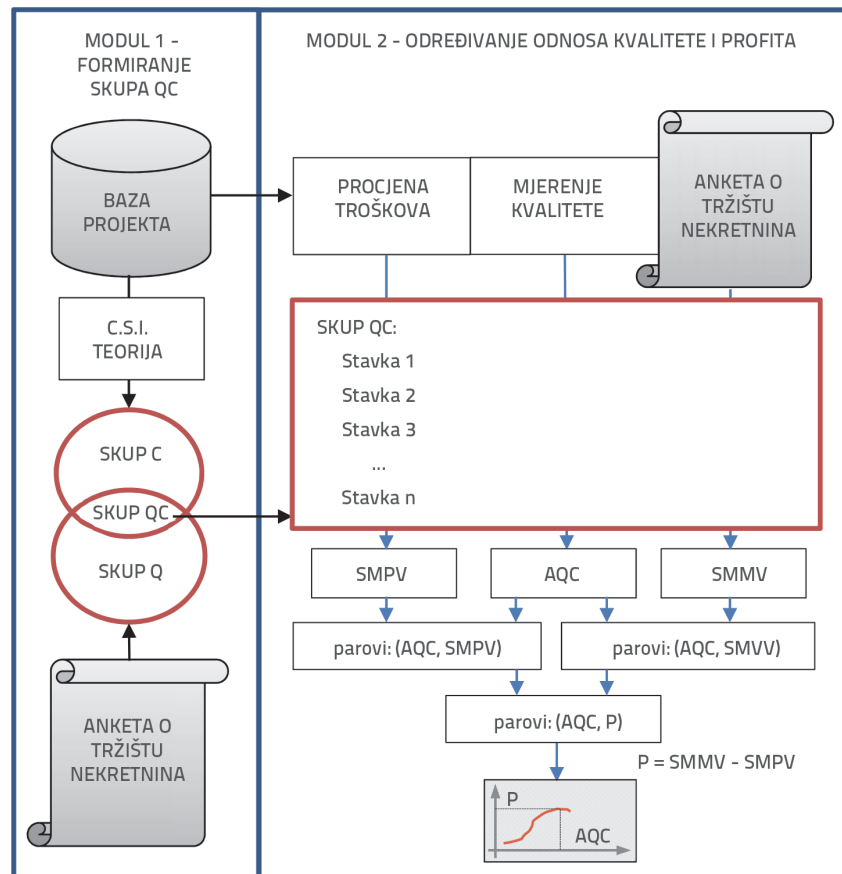 MODUL 1 -
FORMIRANJE
SKUPA QC
BAZA
PROJEKTA
C.S.I.
TEORIJA
SKUP C
SKUP QC
SKUP Q
ANKETA O
TRŽIŠTU
NEKRETNINA
MODUL 2 - ODREĐIVANJE ODNOSA KVALITETE I PROFITA
PROCJENA
TROŠKOVA
MJERENJE
KVALITETE
ANKETA O
TRŽIŠTU
NEKRETNINA
SKUP QC:
Stavka 1
Stavka 2
Stavka 3
...
Stavka n
SMPV
AQC
SMMV
parovi: (AQC, SMPV)
parovi: (AQC, SMVV)
parovi: (AQC, P)
P = SMMV - SMPV
P
AQC